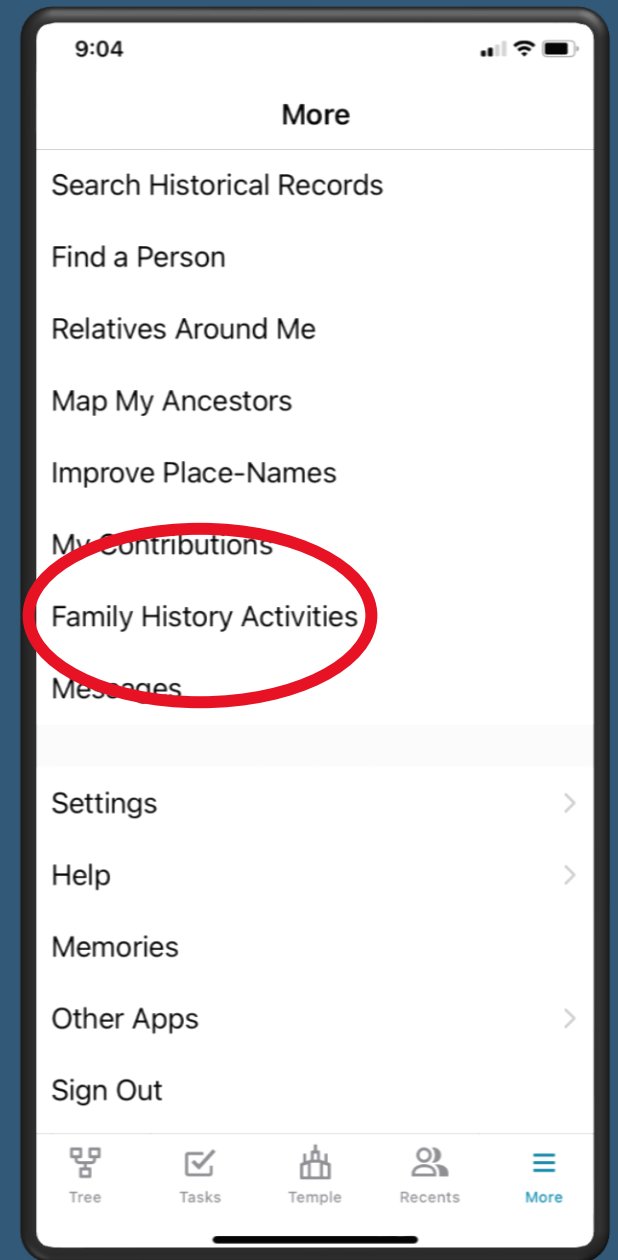 9:04
More
Search Historical Records
Find a Person
Relatives Around Me
Map My Ancestors
Improve Place-Names
My Contributions
Family History Activities
Messages
Settings
Help
Memories
Other Apps
Sign Out
Tree Tasks Temple Recents More